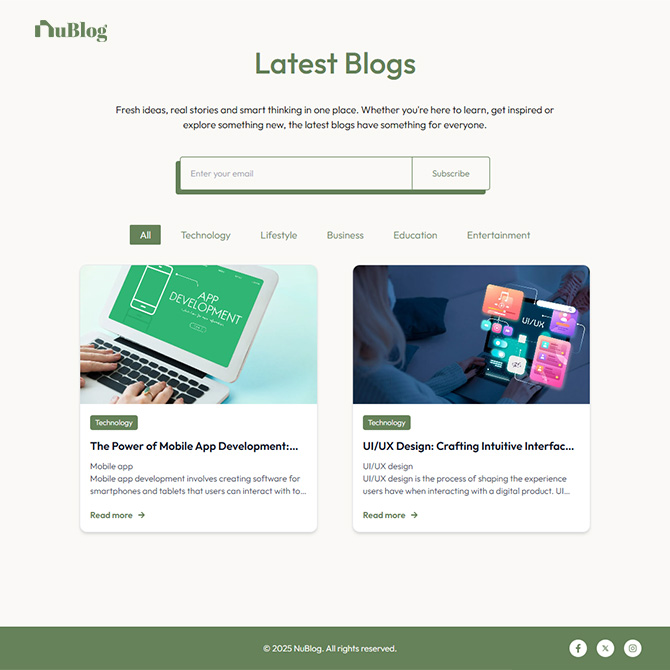 nuBlog
Latest Blogs
Fresh ideas, real stories and smart thinking in one place. Whether you're here to learn, get inspired or
explore something new, the latest blogs have something for everyone.
Enter your email
Subscribe
All
Technology
Lifestyle
Business
Education
Entertainment
APP
DEVELOPMENT
UI/UX
Technology
The Power of Mobile App Development:...
Mobile app
Mobile app development involves creating software for
smartphones and tablets that users can interact with to...
Read more
Technology
UI/UX Design: Crafting Intuitive Interfac...
UI/UX design
UI/UX design is the process of shaping the experience
users have when interacting with a digital product. UI...
Read more
© 2025 NuBlog. All rights reserved.